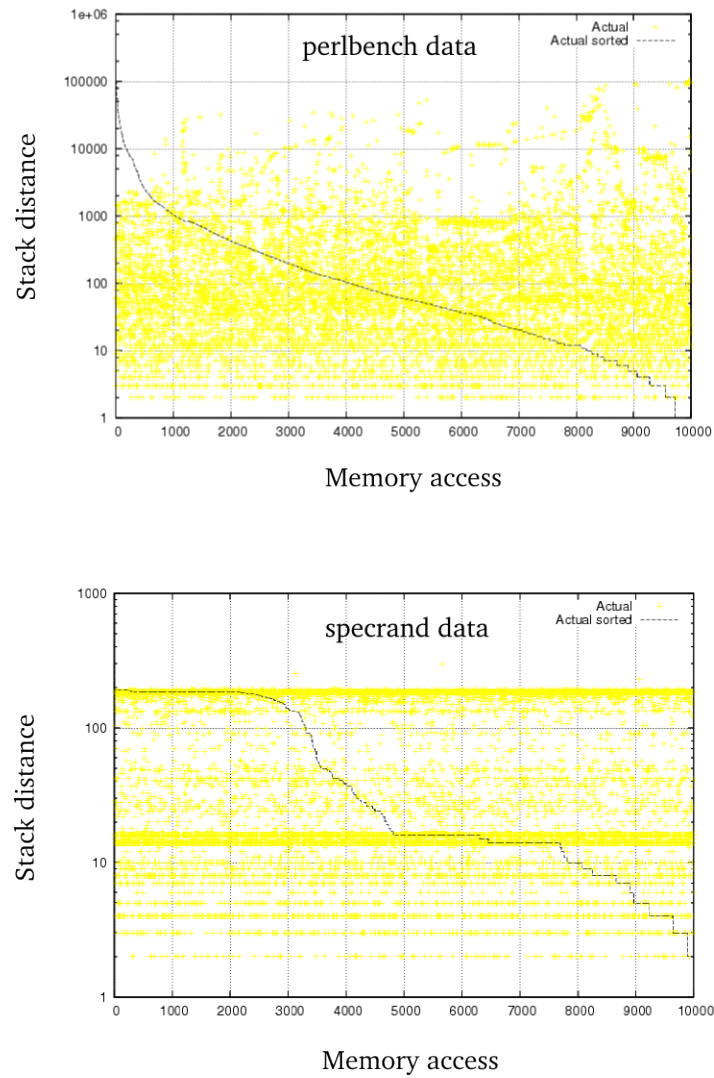 perlbench data
Actual
Actual sorted
Stack distance
1e+06
100000
10000
1000
100
10
1
0 1000 2000 3000 4000 5000 6000 7000 8000 9000 10000
Memory access
specrand data
Actual
Actual sorted
Stack distance
1000
100
10
1
0 1000 2000 3000 4000 5000 6000 7000 8000 9000 10000
Memory access